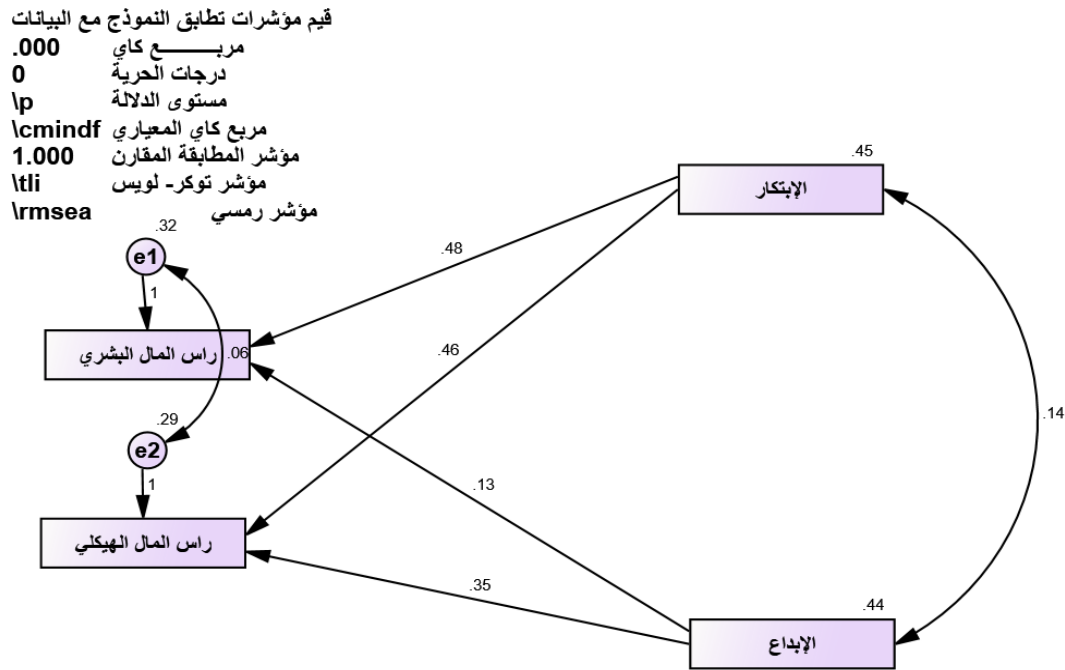 قيم مؤشرات تطابق النموذج مع البيانات
مربـــــــــع كاي .000
درجات الحرية 0
مستوى الدلالة \p
مربع كاي المعياري \cmindf
مؤشر المطابقة المقارن 1.000
مؤشر توكر- لويس \tli
مؤشر رمسي \rmsea
.45
الإبتكار
.32
e1
1
.48
راس المال البشري
.06
.46
.14
.29
e2
1
.13
راس المال الهيكلي
.35
.44
الإبداع